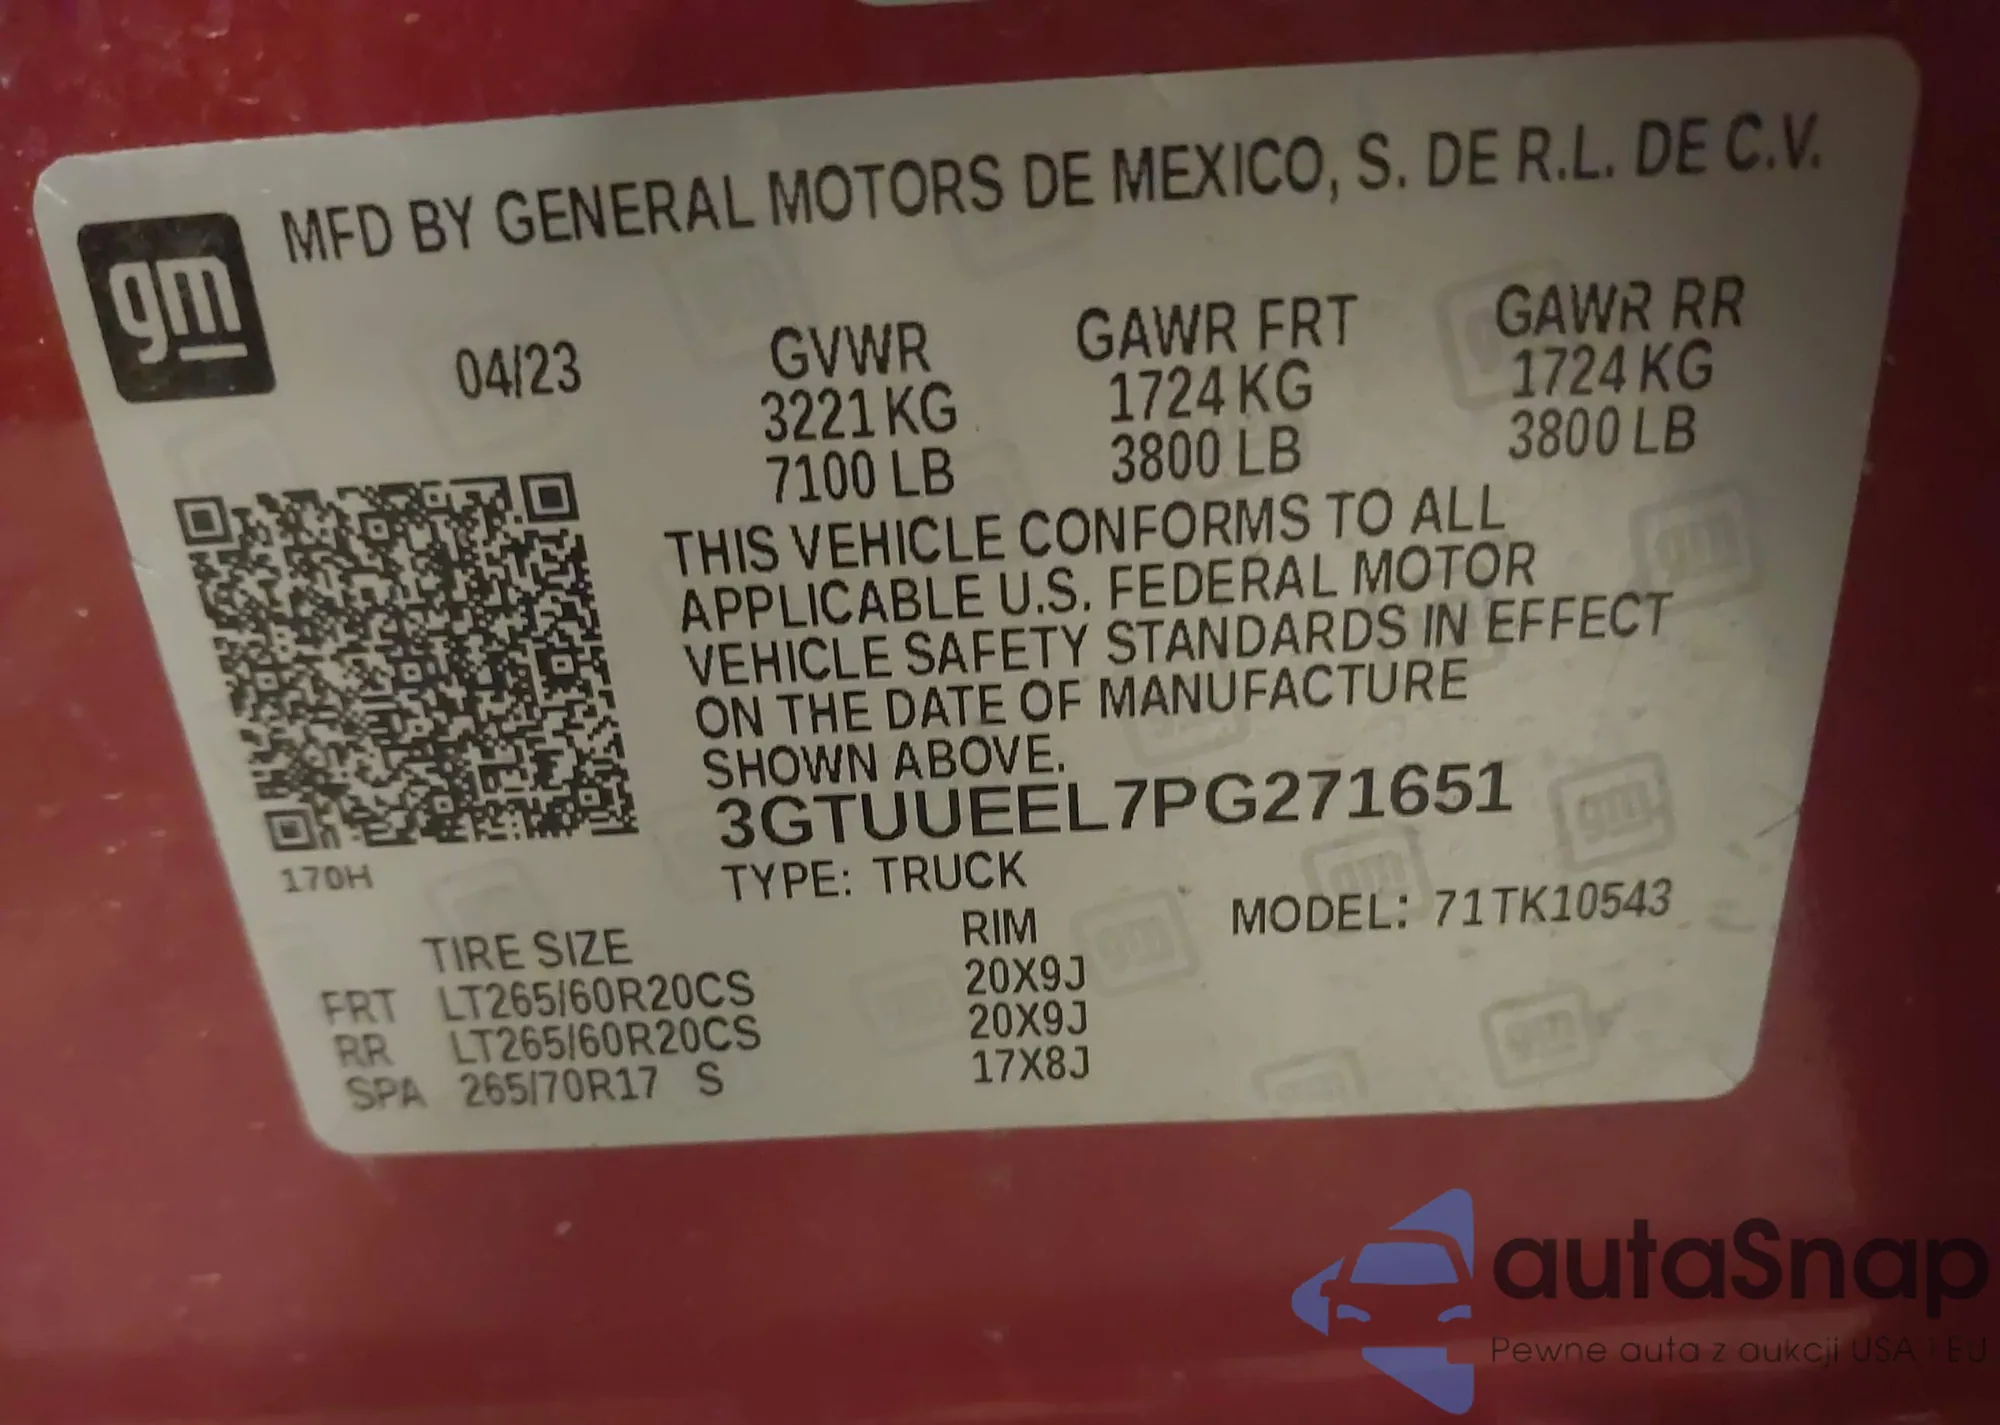 gm
MFD BY GENERAL MOTORS DE MEXICO, S. DE R.L. DE C.V.
04/23
GVWR GAWR FRT GAWR RR
3221 KG 1724 KG 1724 KG
7100 LB 3800 LB 3800 LB
THIS VEHICLE CONFORMS TO ALL
APPLICABLE U.S. FEDERAL MOTOR
VEHICLE SAFETY STANDARDS IN EFFECT
ON THE DATE OF MANUFACTURE
SHOWN ABOVE.
3GTUUEEL7PG271651
170H
TYPE: TRUCK
MODEL: 71TK10543
TIRE SIZE RIM
FRT LT265/60R20CS 20X9J
RR LT265/60R20CS 20X9J
SPA 265/70R17 S 17X8J
autaSnap
Pewne auta z aukcji USA i EU